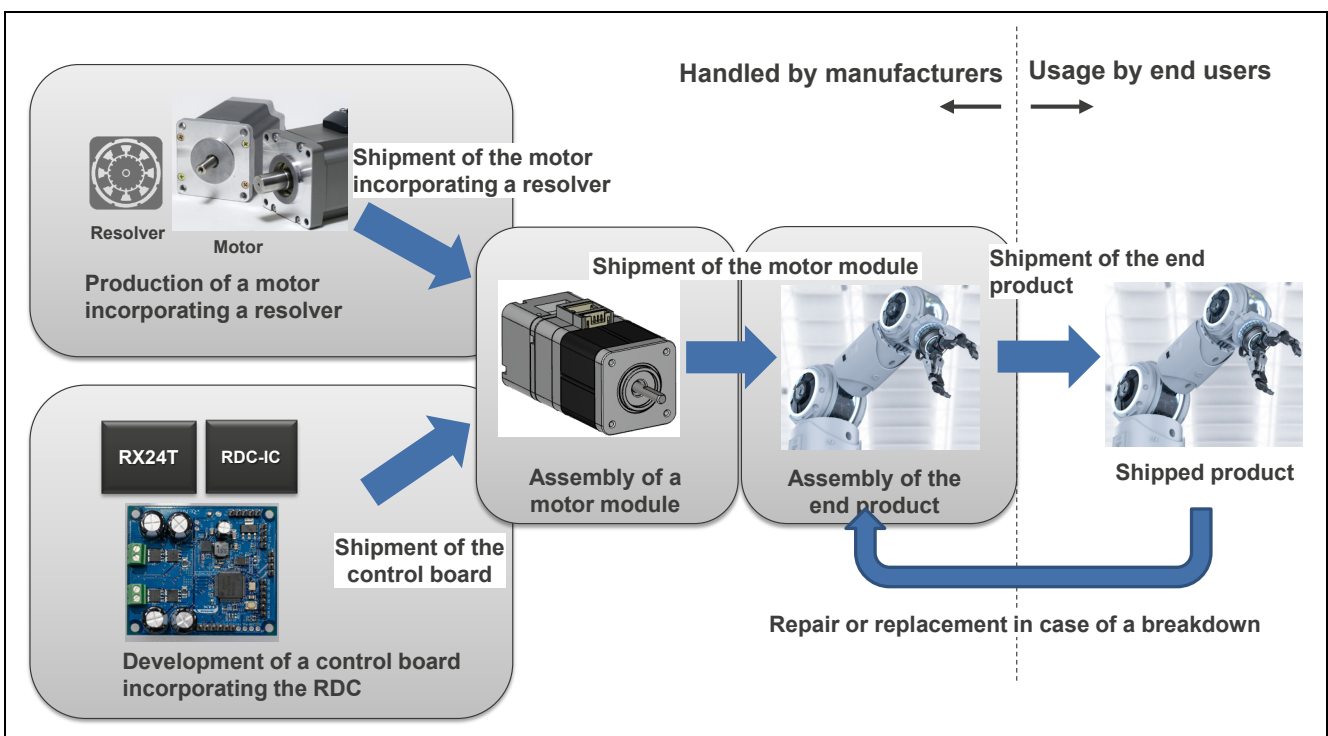 Handled by manufacturers
Usage by end users
Shipment of the motor
incorporating a resolver
Resolver
Motor
Production of a motor
incorporating a resolver
Shipment of the motor module
Shipment of the end
product
RX24T
RDC-IC
Assembly of a
motor module
Assembly of the
end product
Shipped product
Shipment of the
control board
Repair or replacement in case of a breakdown
Development of a control board
incorporating the RDC